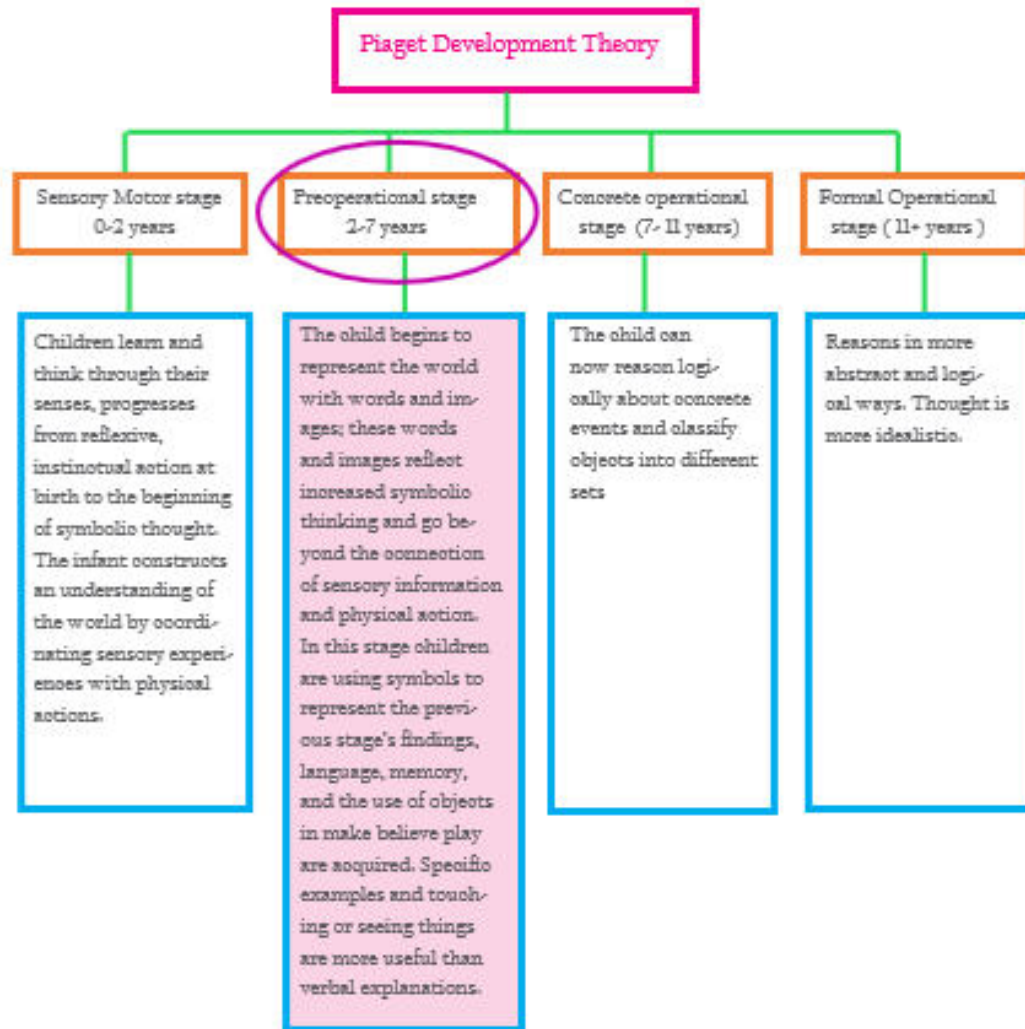 Piaget Development Theory
Sensory Motor stage
0-2 years
Preoperational stage
2-7 years
Concrete operational
stage (7- 11 years)
Formal Operational
stage ( 11+ years )
Children learn and
think through their
senses, progresses
from reflexive,
instinctual action at
birth to the beginning
of symbolic thought.
The infant constructs
an understanding of
the world by coordi-
nating sensory experi-
ences with physical
actions.
The child begins to
represent the world
with words and im-
ages; these words
and images reflect
increased symbolic
thinking and go be-
yond the connection
of sensory information
and physical action.
In this stage children
are using symbols to
represent the previ-
ous stage's findings,
language, memory,
and the use of objects
in make believe play
are acquired. Specific
examples and touch-
ing or seeing things
are more useful than
verbal explanations.
The child can
now reason logi-
cally about concrete
events and classify
objects into different
sets
Reasons in more
abstract and logi-
cal ways. Thought is
more idealistic.